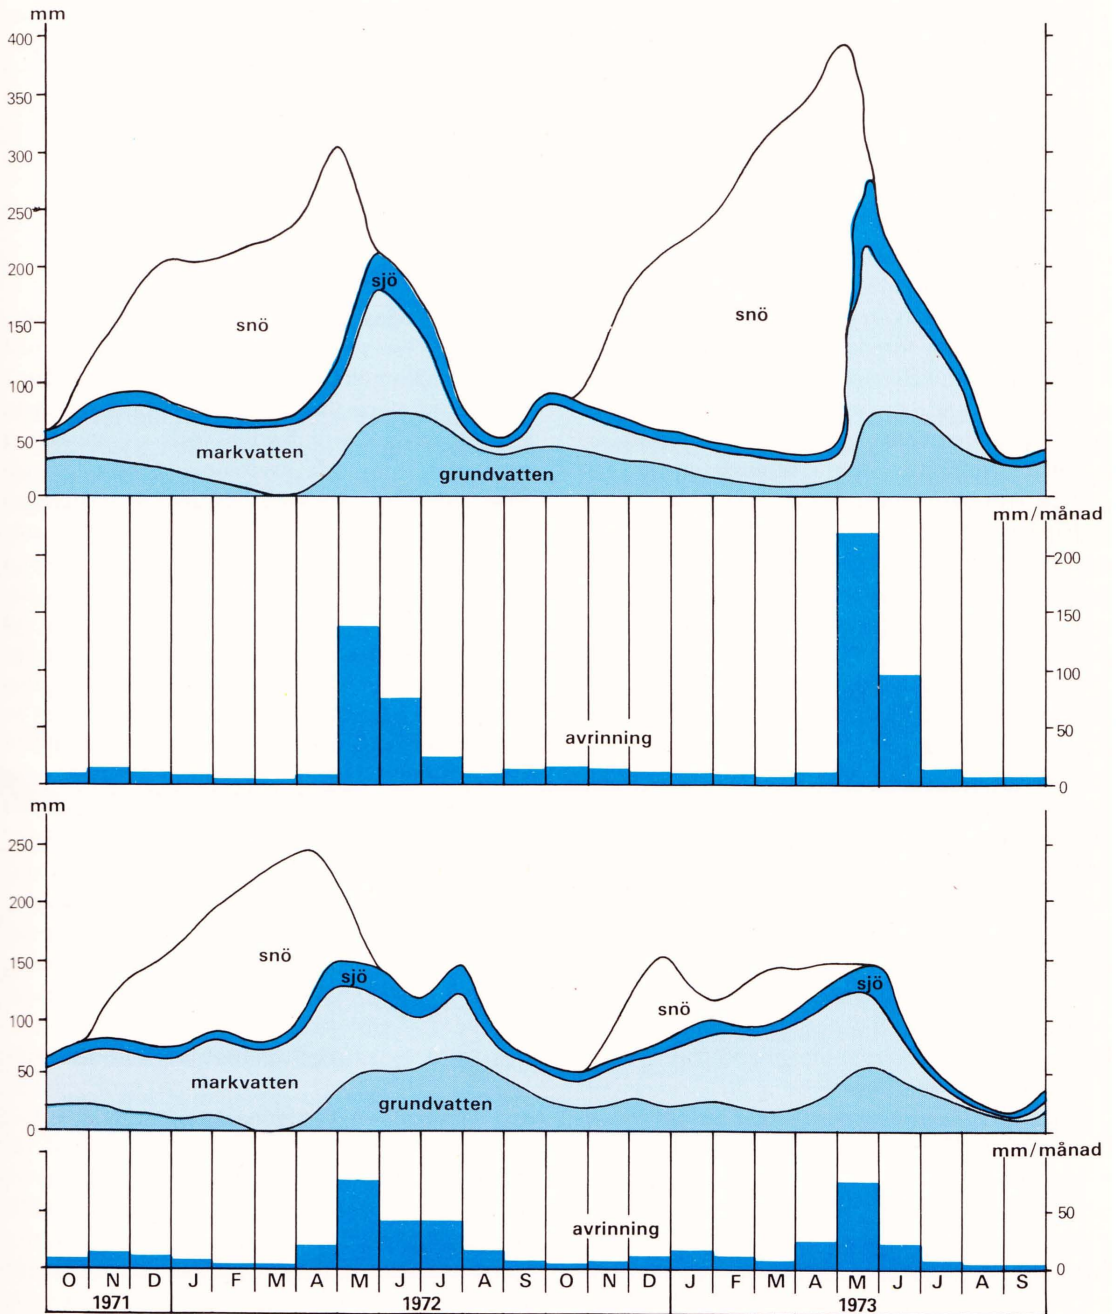 mm
400
350
300
250
200
150
100
50
0
snö
sjö
snö
markvatten
grundvatten
mm/månad
200
150
100
50
0
avrinning
mm
250
200
150
100
50
0
snö
sjö
snö
sjö
markvatten
grundvatten
mm/månad
50
0
avrinning
O N D J F M A M J J A S O N D J F M A M J J A S
1971 1972 1973